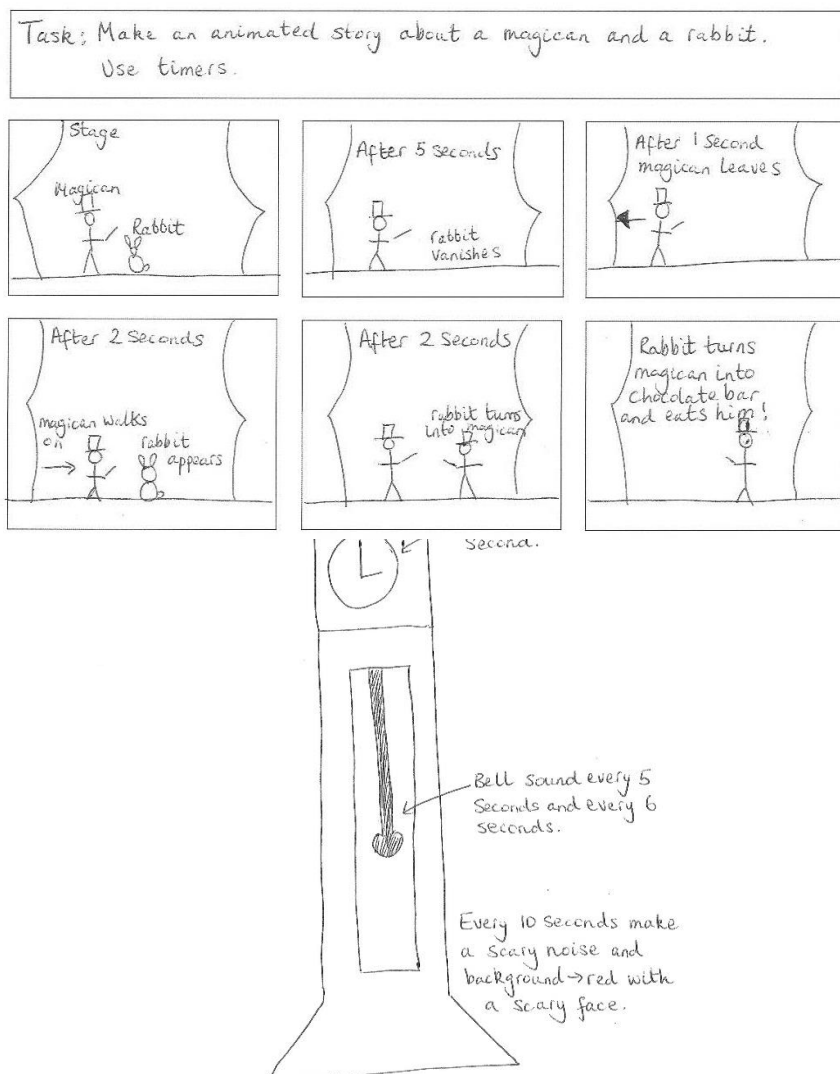 Task: Make an animated story about a magican and a rabbit.
Use timers.
Stage
Magican
Rabbit
After 5 seconds
rabbit
vanishes
After 1 second
magican leaves
After 2 seconds
magican walks
on
rabbit
appears
After 2 seconds
rabbit turns
into magican
Rabbit turns
magican into
chocolate bar
and eats him!
second.
Bell sound every 5
seconds and every 6
seconds.
Every 10 seconds make
a scary noise and
background→red with
a scary face.